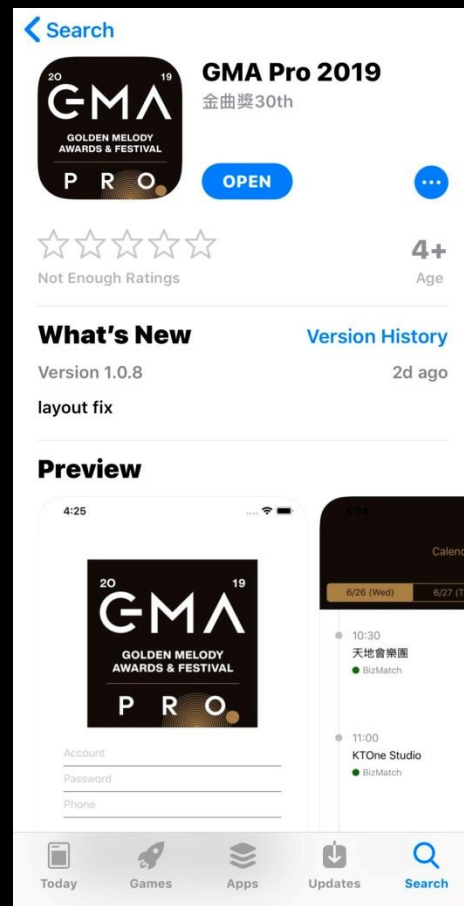 Search
20 19
GMA
GOLDEN MELODY
AWARDS & FESTIVAL
PRO
GMA Pro 2019
金曲獎30th
OPEN
Not Enough Ratings
4+
Age
What's New
Version History
Version 1.0.8
2d ago
layout fix
Preview
4:25
20 19
GMA
GOLDEN MELODY
AWARDS & FESTIVAL
PRO
Account
Password
Phone
6/26 (Wed)
10:30
天地會樂團
BizMatch
11:00
KTOne Studio
BizMatch
Today
Games
Apps
Updates
Search